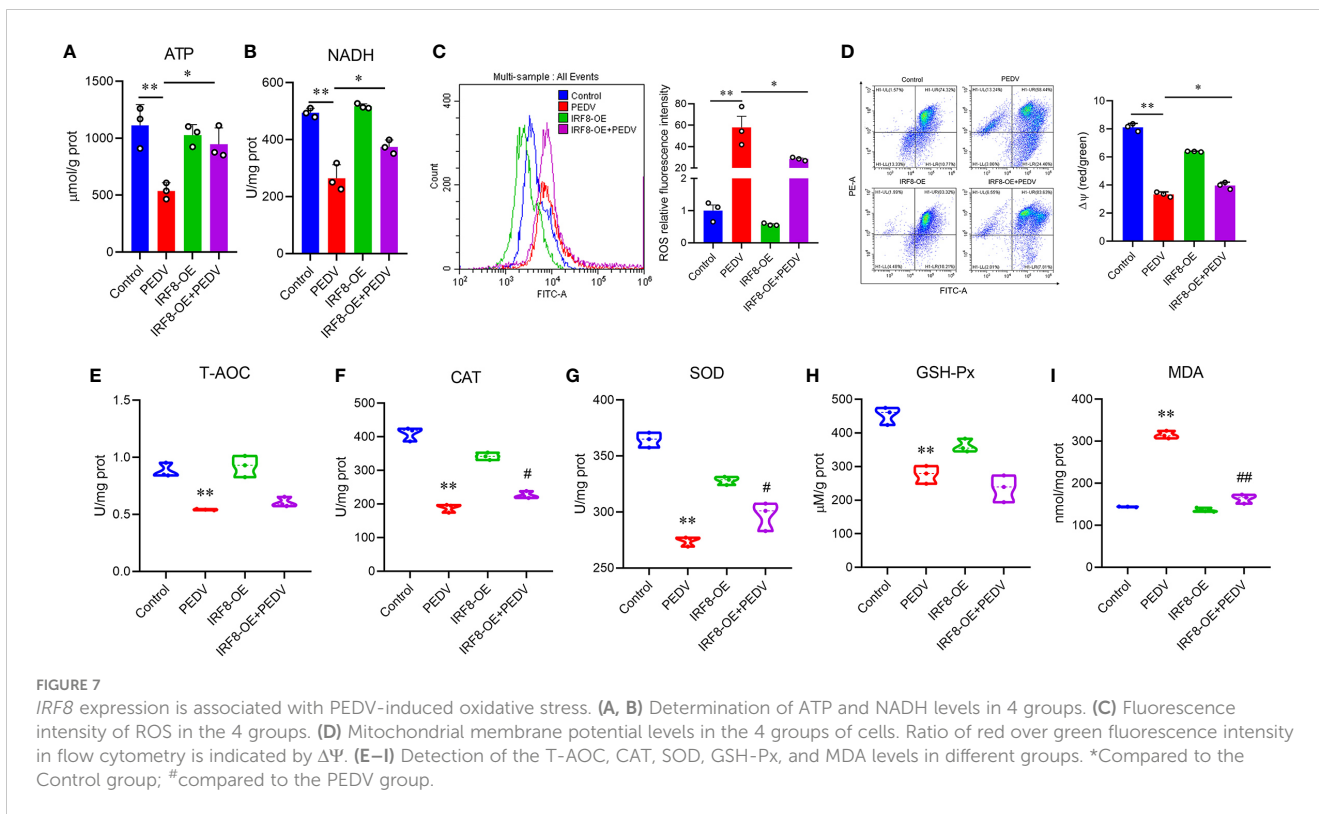 A
ATP
μmol/g prot
1500
1000
500
0
**
*
Control
PEDV
IRF8-OE
IRF8-OE+PEDV
B
NADH
U/mg prot
600
400
200
0
**
*
Control
PEDV
IRF8-OE
IRF8-OE+PEDV
C
Multi-sample : All Events
Control
PEDV
IRF8-OE
IRF8-OE+PEDV
Count
400
300
200
100
0
10² 10³ 10⁴ 10⁵ 10⁶
FITC-A
ROS relative fluorescence intensity
80
60
40
20
1
0
**
*
Control
PEDV
IRF8-OE
IRF8-OE+PEDV
D
Control
PEDV
IRF8-OE
IRF8-OE+PEDV
PE-A
FITC-A
Δψ (red/green)
10
8
6
4
2
0
**
*
Control
PEDV
IRF8-OE
IRF8-OE+PEDV
E
T-AOC
U/mg prot
1.5
1.0
0.5
0.0
**
Control
PEDV
IRF8-OE
IRF8-OE+PEDV
F
CAT
U/mg prot
500
400
300
200
100
0
**
#
Control
PEDV
IRF8-OE
IRF8-OE+PEDV
G
SOD
U/mg prot
400
350
300
250
**
#
Control
PEDV
IRF8-OE
IRF8-OE+PEDV
H
GSH-Px
μM/g prot
500
400
300
200
100
0
**
Control
PEDV
IRF8-OE
IRF8-OE+PEDV
I
MDA
nmol/mg prot
400
300
200
100
0
**
##
Control
PEDV
IRF8-OE
IRF8-OE+PEDV
FIGURE 7
IRF8 expression is associated with PEDV-induced oxidative stress. (A, B) Determination of ATP and NADH levels in 4 groups. (C) Fluorescence
intensity of ROS in the 4 groups. (D) Mitochondrial membrane potential levels in the 4 groups of cells. Ratio of red over green fluorescence intensity
in flow cytometry is indicated by ΔΨ. (E–I) Detection of the T-AOC, CAT, SOD, GSH-Px, and MDA levels in different groups. *Compared to the
Control group; #compared to the PEDV group.